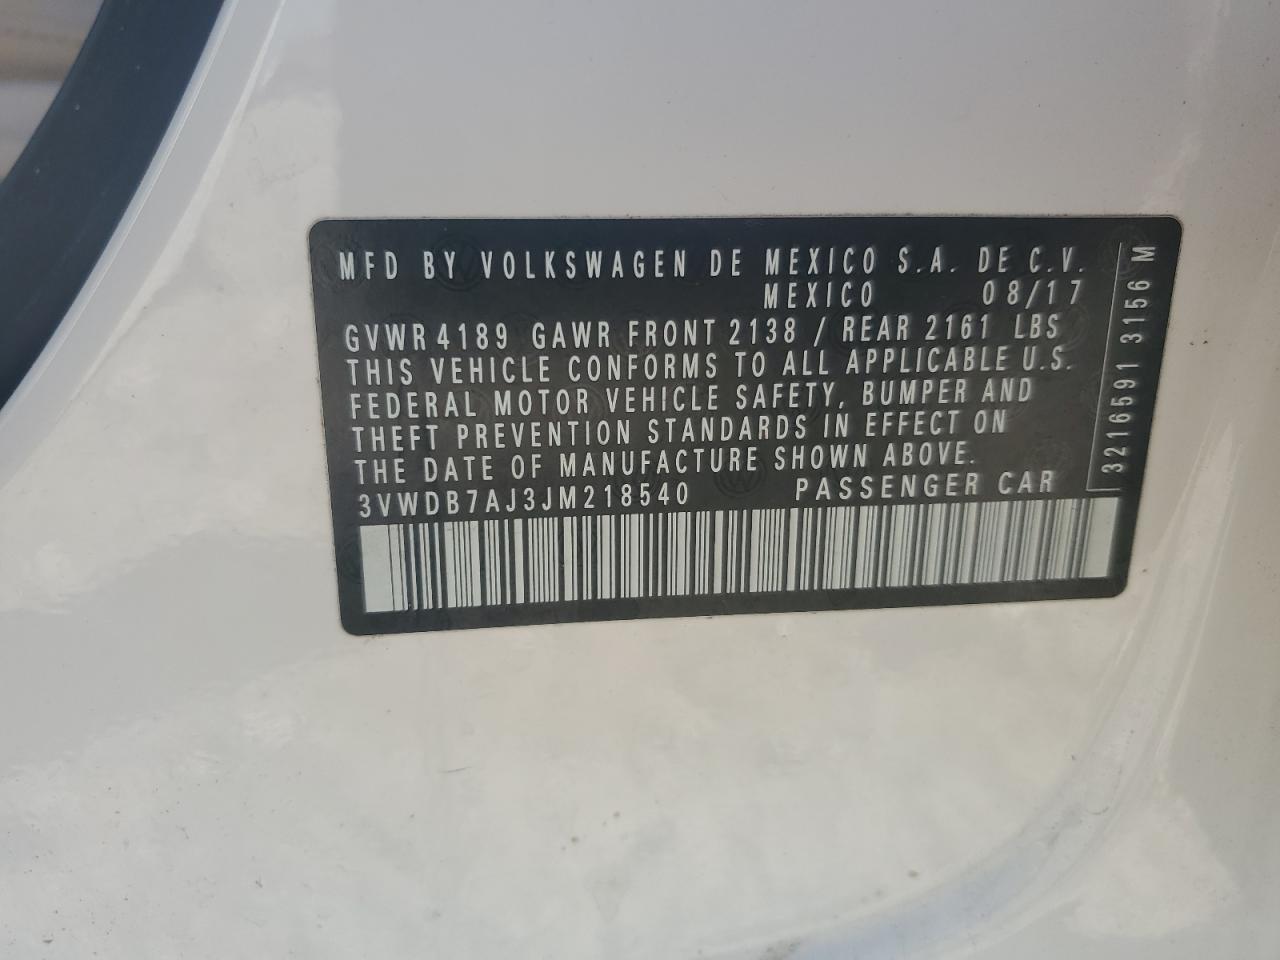 MFD BY VOLKSWAGEN DE MEXICO S.A. DE C.V.
MEXICO 08/17
GVWR 4189 GAWR FRONT 2138 / REAR 2161 LBS
THIS VEHICLE CONFORMS TO ALL APPLICABLE U.S.
FEDERAL MOTOR VEHICLE SAFETY, BUMPER AND
THEFT PREVENTION STANDARDS IN EFFECT ON
THE DATE OF MANUFACTURE SHOWN ABOVE.
3VWDB7AJ3JM218540 PASSENGER CAR
3216591 3156 M